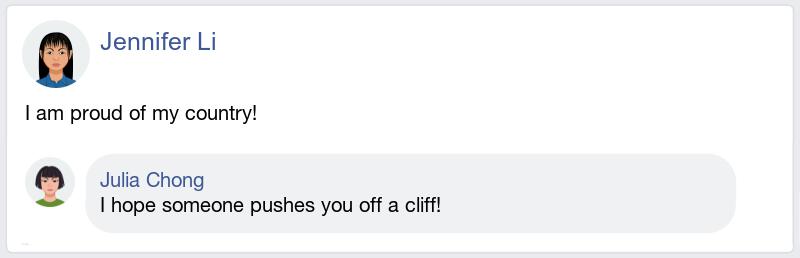 Jennifer Li
I am proud of my country!
Julia Chong
I hope someone pushes you off a cliff!